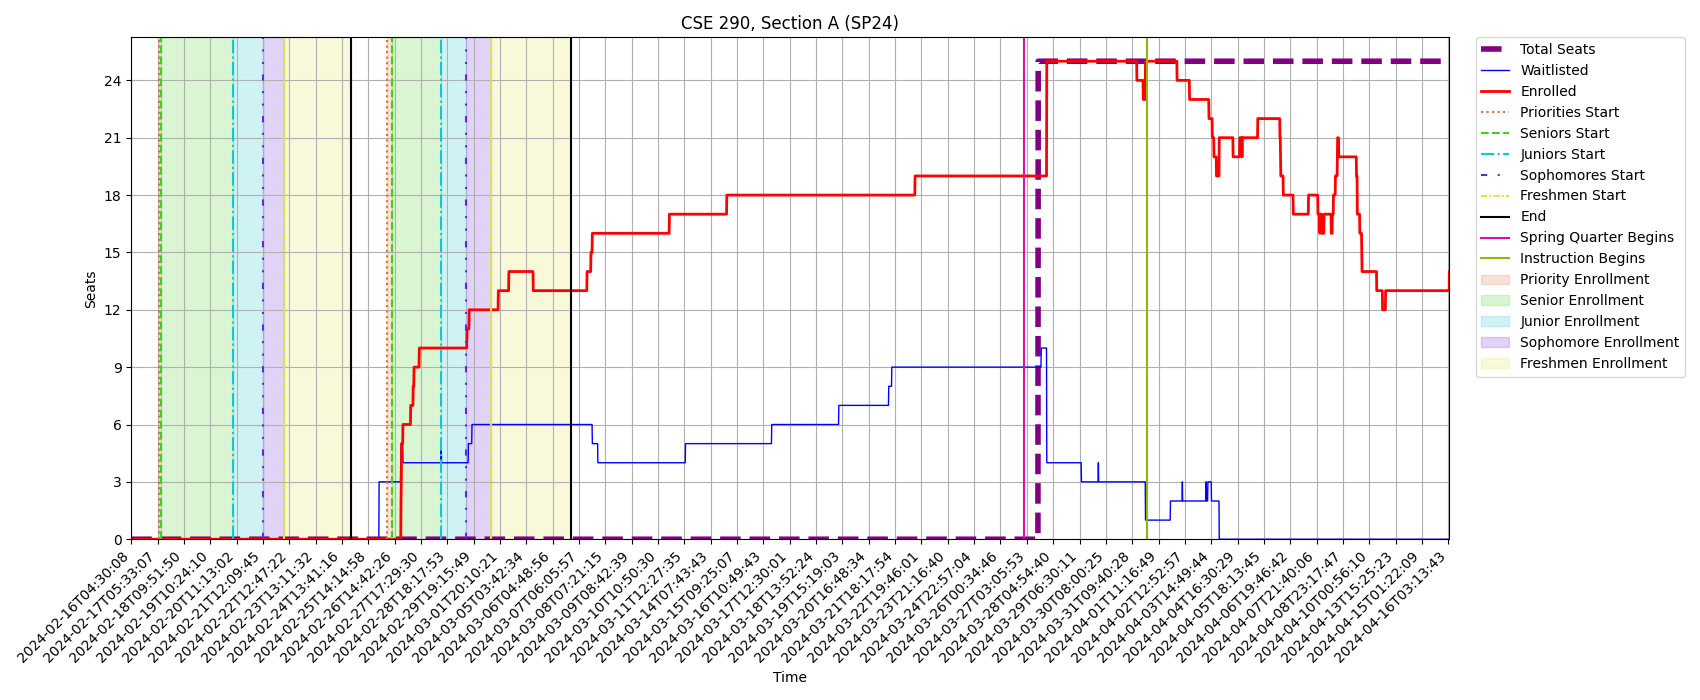 CSE 290, Section A (SP24)
Seats
24
21
18
15
12
9
6
3
0
2024-02-16T04:30:08
2024-02-17T05:33:07
2024-02-18T09:51:50
2024-02-19T10:24:10
2024-02-20T11:13:02
2024-02-21T12:09:45
2024-02-22T12:47:22
2024-02-23T13:11:32
2024-02-24T13:41:16
2024-02-25T14:14:58
2024-02-26T14:42:26
2024-02-27T17:29:30
2024-02-28T18:17:53
2024-02-29T19:15:49
2024-03-01T20:10:21
2024-03-05T03:42:34
2024-03-06T04:48:56
2024-03-07T06:05:57
2024-03-08T07:21:15
2024-03-09T08:42:39
2024-03-10T10:50:30
2024-03-11T12:27:35
2024-03-14T07:43:43
2024-03-15T09:25:07
2024-03-16T10:49:43
2024-03-17T12:30:01
2024-03-18T13:52:24
2024-03-19T15:19:03
2024-03-20T16:48:34
2024-03-21T18:17:54
2024-03-22T19:46:01
2024-03-23T21:16:40
2024-03-24T22:57:04
2024-03-26T00:34:46
2024-03-27T03:05:53
2024-03-28T04:54:40
2024-03-29T06:30:11
2024-03-30T08:00:25
2024-03-31T09:40:28
2024-04-01T11:16:49
2024-04-02T12:52:57
2024-04-03T14:49:44
2024-04-04T16:30:29
2024-04-05T18:13:45
2024-04-06T19:46:42
2024-04-07T21:40:06
2024-04-08T23:17:47
2024-04-10T00:56:10
2024-04-13T15:25:23
2024-04-15T01:22:09
2024-04-16T03:13:43
Time
Total Seats
Waitlisted
Enrolled
Priorities Start
Seniors Start
Juniors Start
Sophomores Start
Freshmen Start
End
Spring Quarter Begins
Instruction Begins
Priority Enrollment
Senior Enrollment
Junior Enrollment
Sophomore Enrollment
Freshmen Enrollment